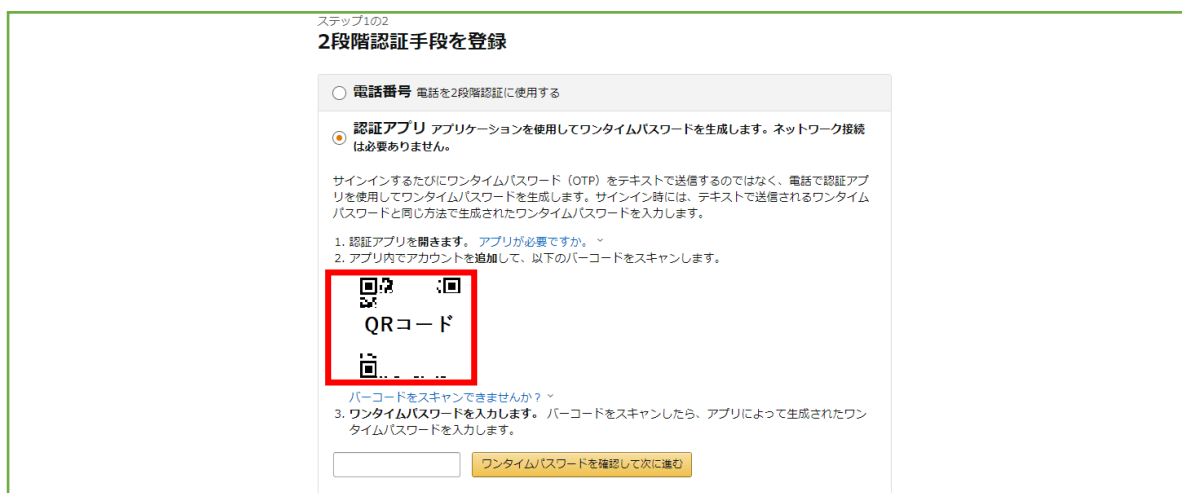 ステップ1の2
2段階認証手段を登録
電話番号 電話を2段階認証に使用する
認証アプリ アプリケーションを使用してワンタイムパスワードを生成します。ネットワーク接続
は必要ありません。
サインインするたびにワンタイムパスワード（OTP）をテキストで送信するのではなく、電話で認証アプ
リを使用してワンタイムパスワードを生成します。サインイン時には、テキストで送信されるワンタイム
パスワードと同じ方法で生成されたワンタイムパスワードを入力します。
1. 認証アプリを開きます。 アプリが必要ですか。
2. アプリ内でアカウントを追加して、以下のバーコードをスキャンします。
QRコード
バーコードをスキャンできませんか？
3. ワンタイムパスワードを入力します。 バーコードをスキャンしたら、アプリによって生成されたワン
タイムパスワードを入力します。
ワンタイムパスワードを確認して次に進む